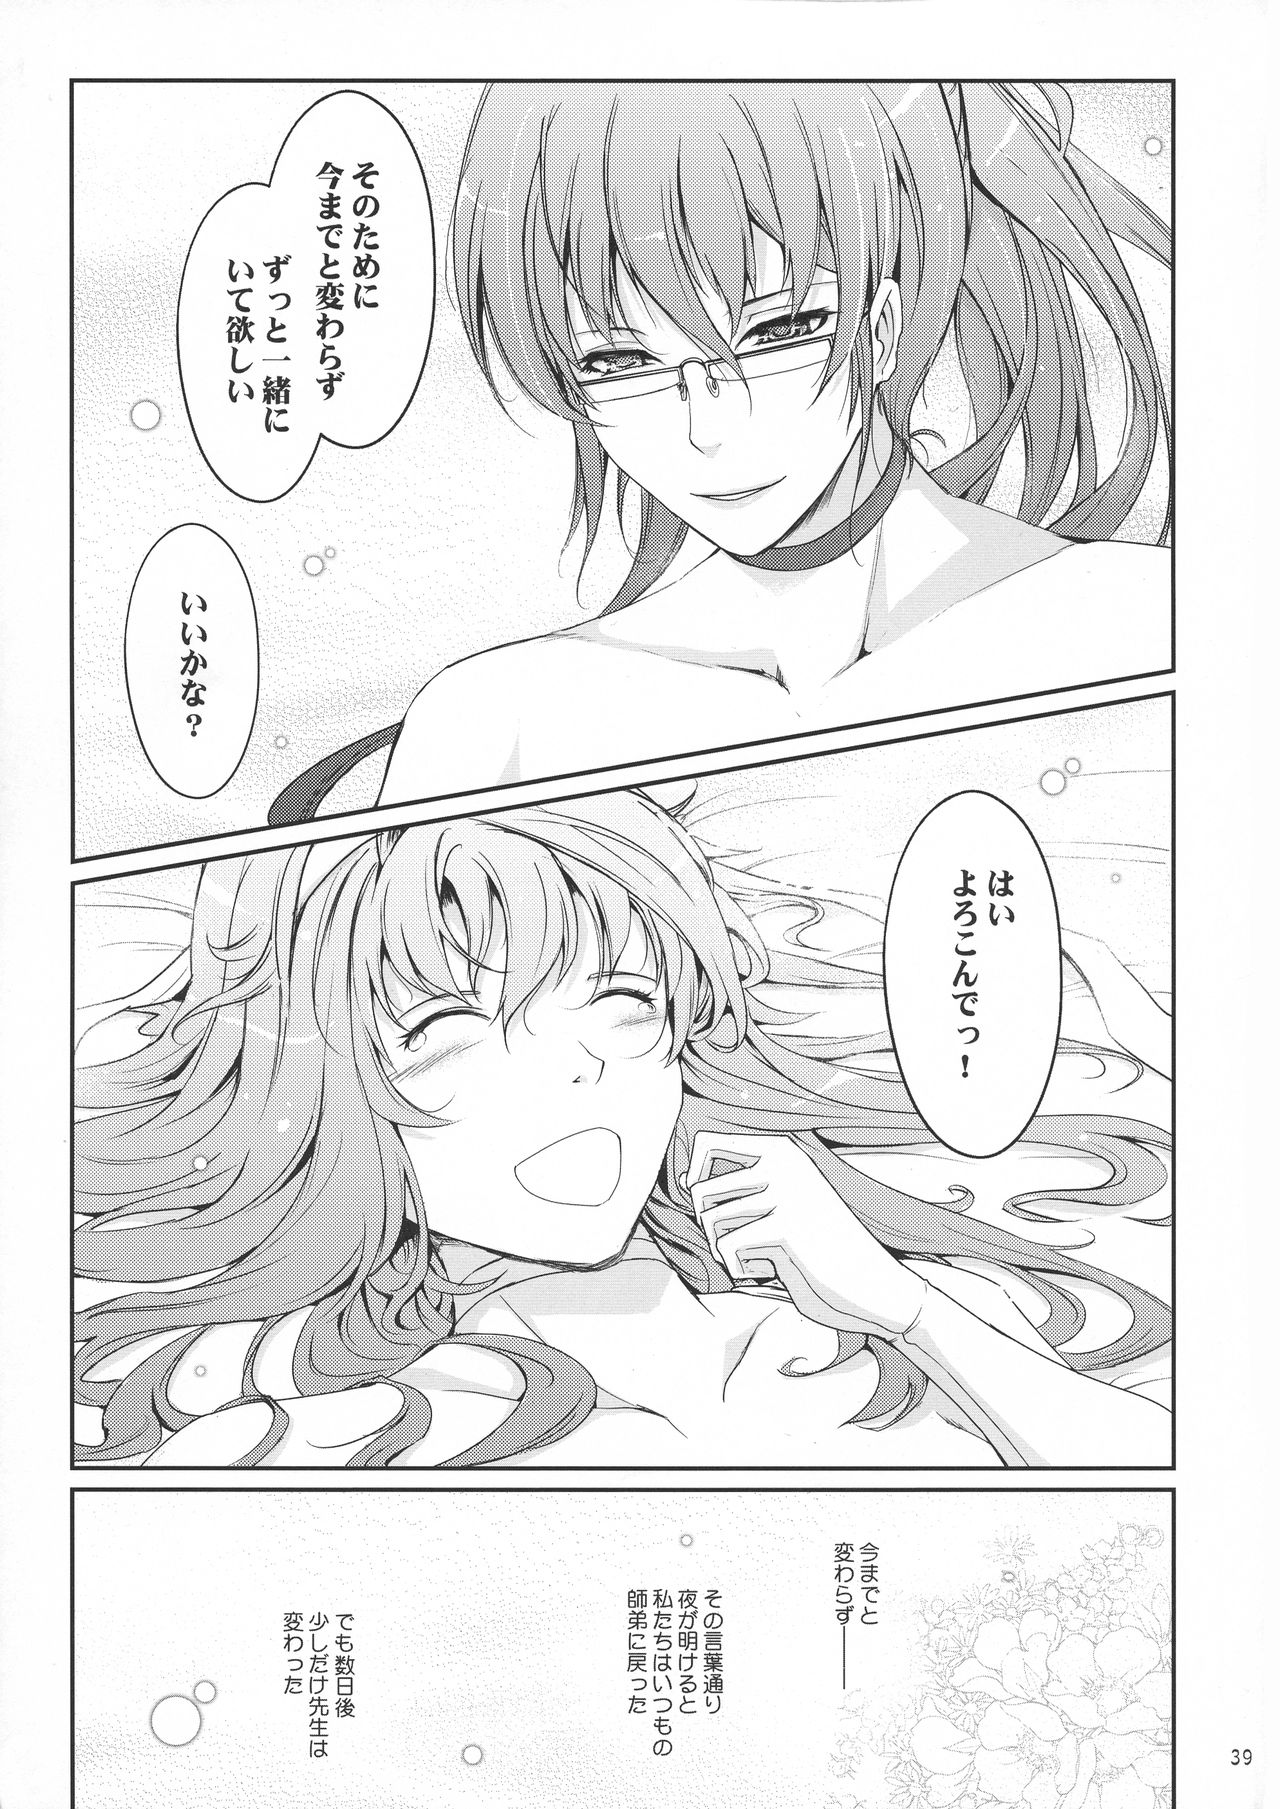 そのために
今までと変わらず
ずっと一緒に
いて欲しい
いいかな？
はい
よろこんでっ！
今までと
変わらず――
その言葉通り
夜が明けると
私たちはいつもの
師弟に戻った
でも数日後
少しだけ先生は
変わった
39